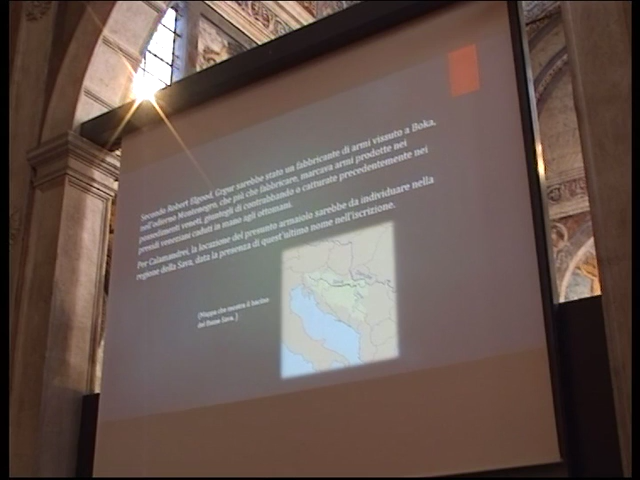 Secondo Robert Elgood, Grgur sarebbe stato un fabbricante di armi vissuto a Boka,
nell'odierno Montenegro, che più che fabbricare, marcava armi prodotte nei
possedimenti veneti, giuntegli di contrabbando o catturate precedentemente nei
presidi veneziani caduti in mano agli ottomani.
Per Calamandrei, la locazione del presunto armaiolo sarebbe da individuare nella
regione della Sava, data la presenza di quest'ultimo nome nell'iscrizione.
(Mappa che mostra il bacino
del fiume Sava. )